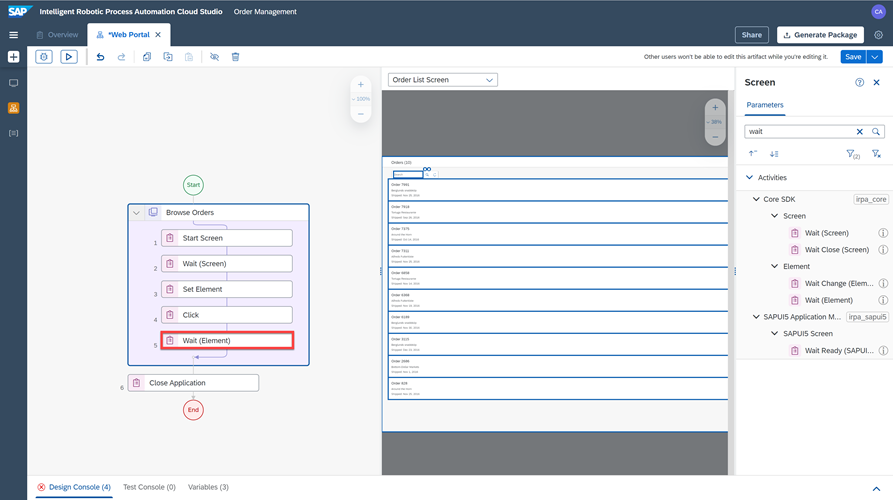 SAP Intelligent Robotic Process Automation Cloud Studio Order Management CA
Overview *Web Portal Share Generate Package
Other users won't be able to edit this artifact while you're editing it. Save
100%
Start
Browse Orders
1 Start Screen
2 Wait (Screen)
3 Set Element
4 Click
5 Wait (Element)
6 Close Application
End
Order List Screen
98%
Orders (10)
Order 7991
Order 7918
Order 7375
Order 7311
Order 6858
Order 6368
Order 6189
Order 5125
Order 2686
Order 828
Screen
Parameters
wait
(2)
Activities
Core SDK irpa_core
Screen
Wait (Screen)
Wait Close (Screen)
Element
Wait Change (Elem...
Wait (Element)
SAPUI5 Application M... irpa_sapui5
SAPUI5 Screen
Wait Ready (SAPUI...
Design Console (4) Test Console (0) Variables (3)